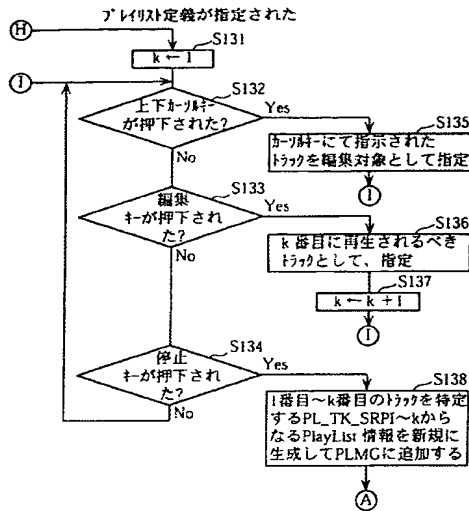 プレイリスト定義が指定された
H
S131
k ← 1
I
S132
上下カーソルキー
が押下された?
Yes
No
S135
カーソルキーにて指示された
トラックを編集対象として指定
I
S133
編集
キーが押下され
た?
Yes
No
S136
k 番目に再生されるべき
トラックとして、指定
S137
k ← k + 1
I
S134
停止
キーが押下され
た?
Yes
No
S138
1番目~k番目のトラックを特定
するPL_TK_SRP1~kから
なるPlayList 情報を新規に
生成してPLMGに追加する
A